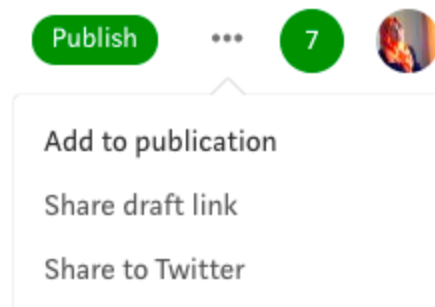 Publish ••• 7
Add to publication
Share draft link
Share to Twitter